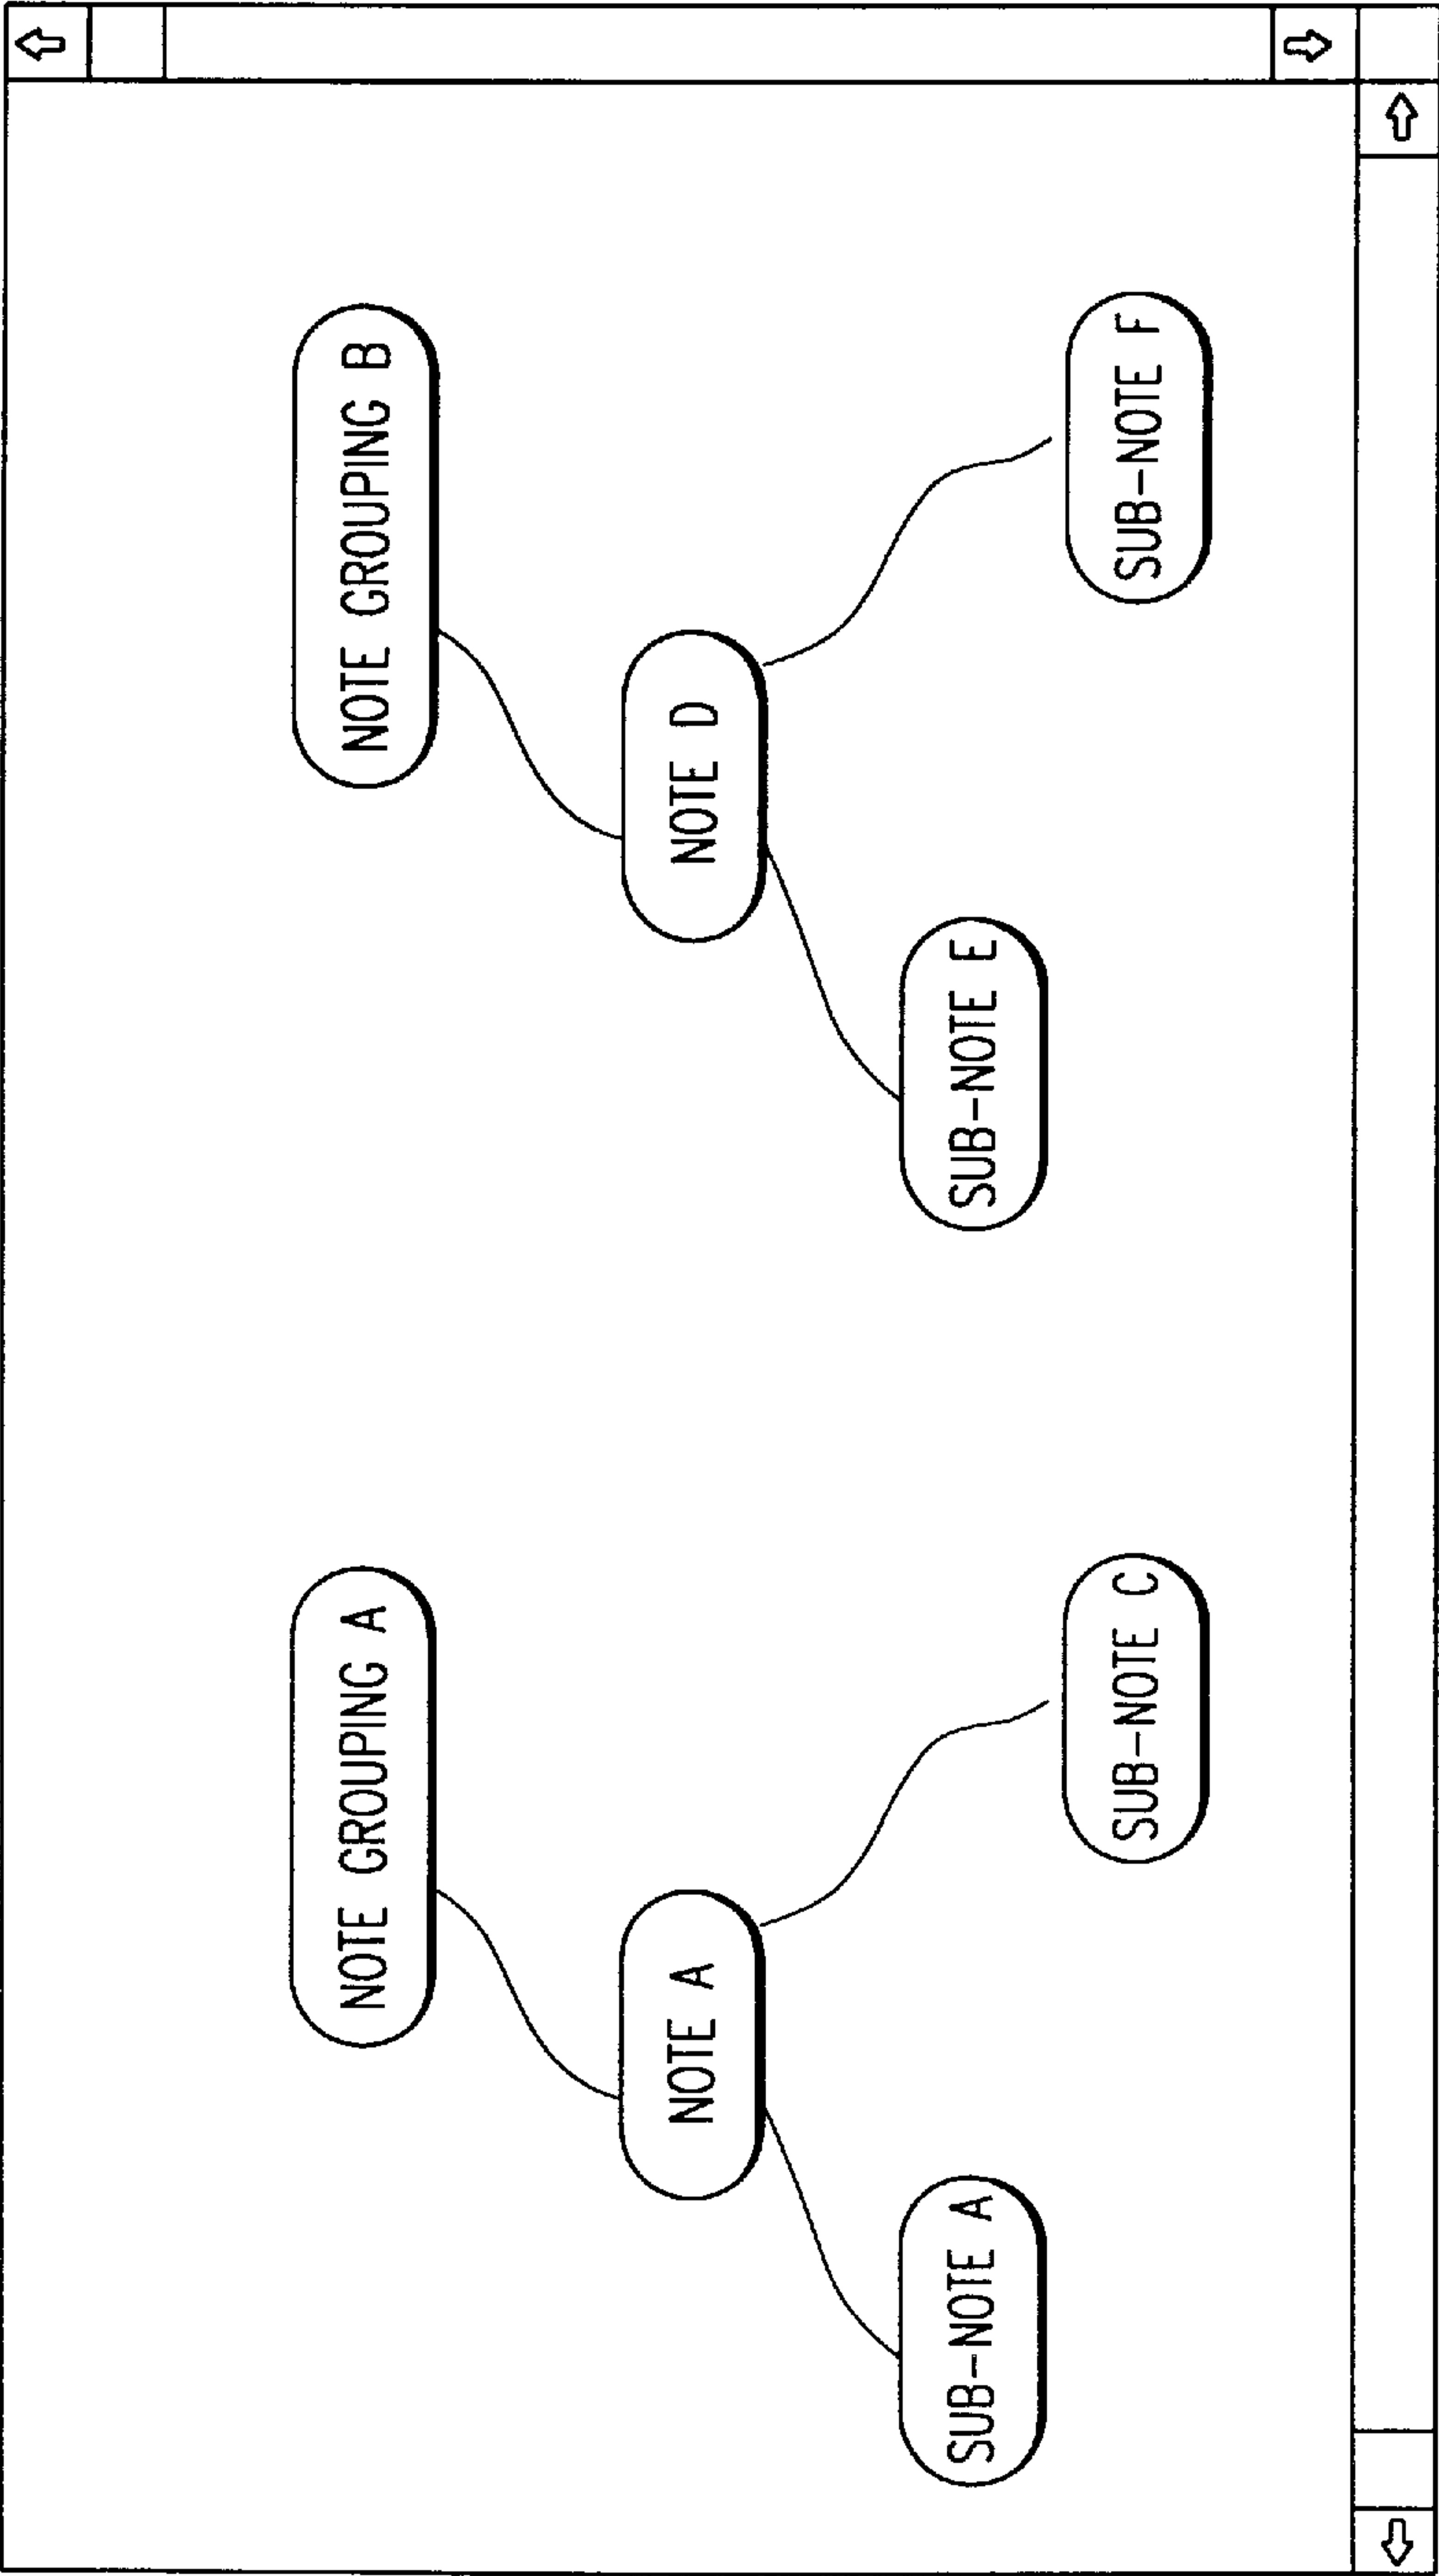 NOTE GROUPING A
NOTE A
SUB-NOTE A
SUB-NOTE C
NOTE GROUPING B
NOTE D
SUB-NOTE E
SUB-NOTE F